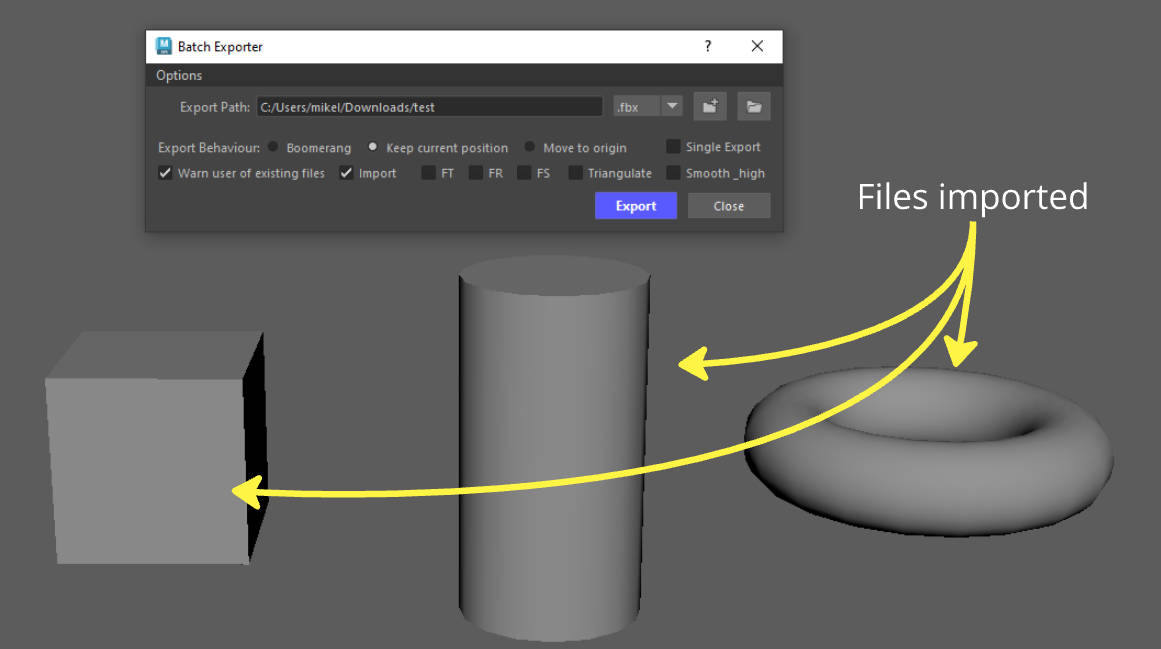 Batch Exporter
Options
Export Path: C:/Users/mikel/Downloads/test .fbx
Export Behaviour: Boomerang Keep current position Move to origin Single Export
Warn user of existing files Import FT FR FS Triangulate Smooth _high
Export Close
Files imported